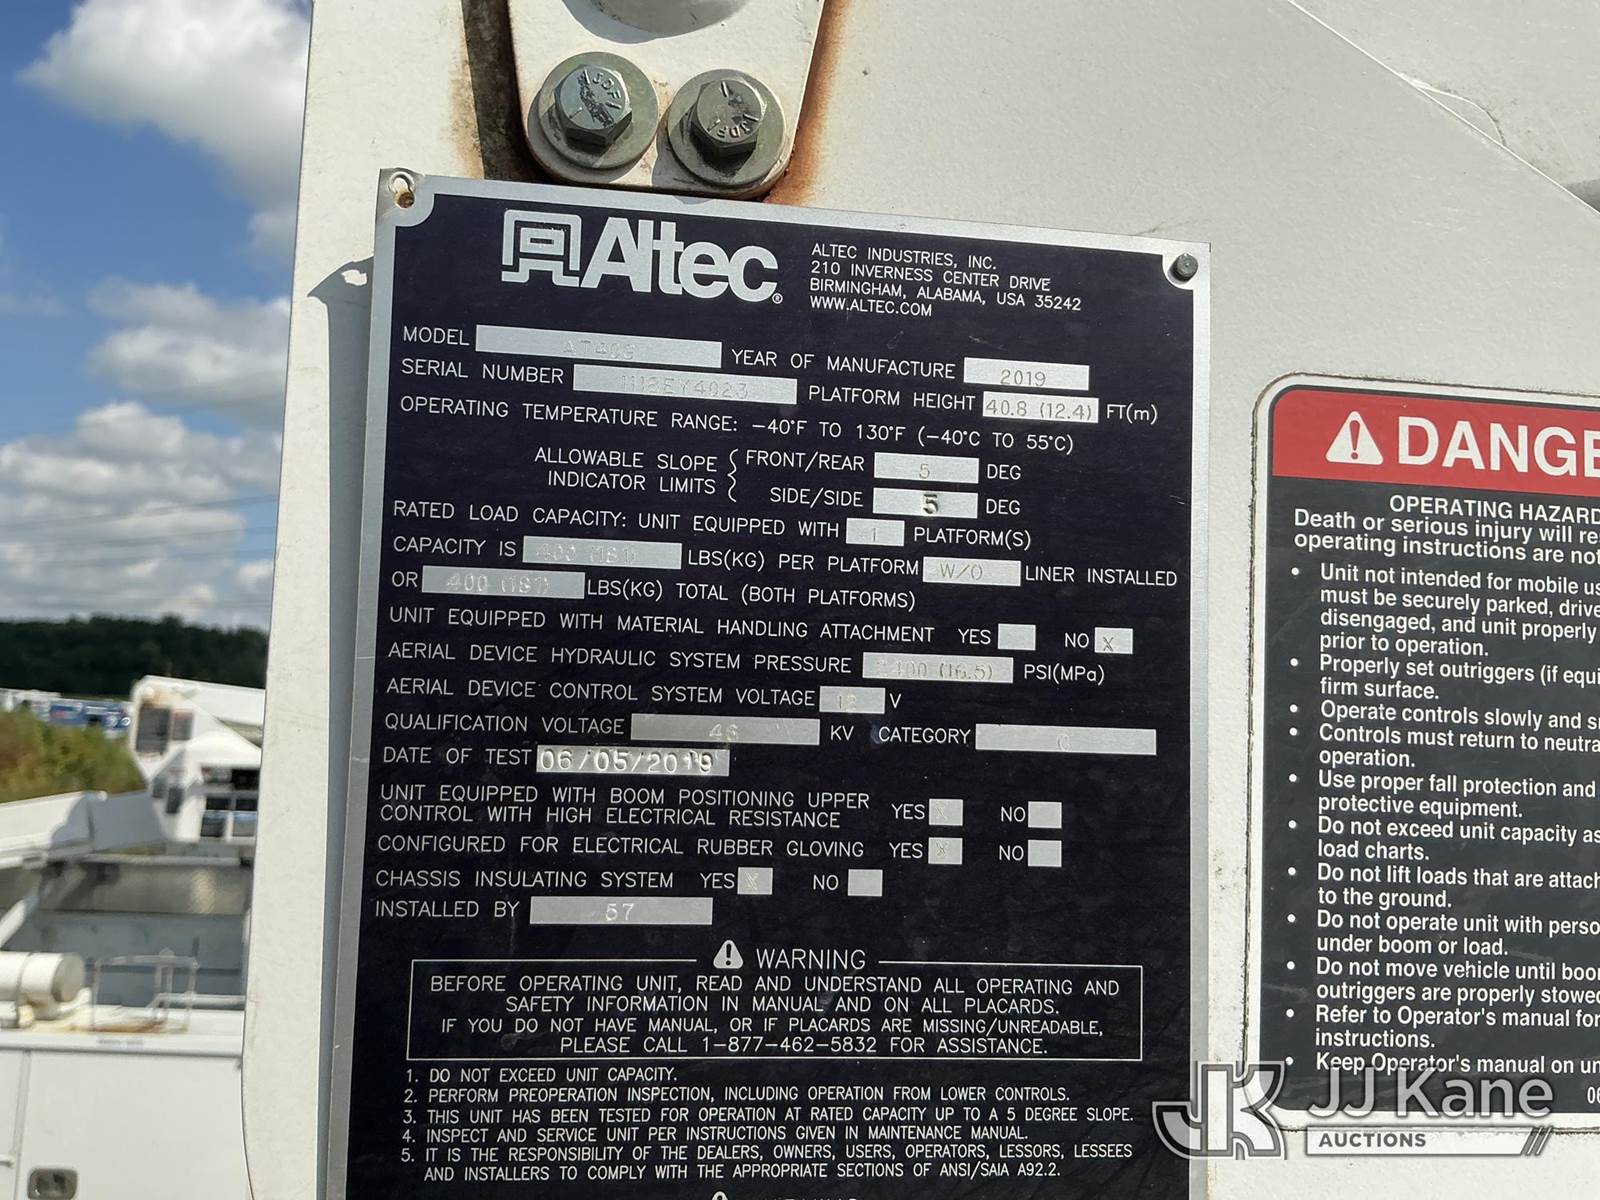 Altec®
ALTEC INDUSTRIES, INC.
210 INVERNESS CENTER DRIVE
BIRMINGHAM, ALABAMA, USA 35242
WWW.ALTEC.COM
MODEL AT40G YEAR OF MANUFACTURE 2019
SERIAL NUMBER PLATFORM HEIGHT 40.8 (12.4) FT(m)
OPERATING TEMPERATURE RANGE: -40°F TO 130°F (-40°C TO 55°C)
ALLOWABLE SLOPE INDICATOR LIMITS { FRONT/REAR 5 DEG
SIDE/SIDE 5 DEG
RATED LOAD CAPACITY: UNIT EQUIPPED WITH 1 PLATFORM(S)
CAPACITY IS 400 (181) LBS(KG) PER PLATFORM W/O LINER INSTALLED
OR 400 (181) LBS(KG) TOTAL (BOTH PLATFORMS)
UNIT EQUIPPED WITH MATERIAL HANDLING ATTACHMENT YES NO X
AERIAL DEVICE HYDRAULIC SYSTEM PRESSURE 2400 (16.5) PSI(MPa)
AERIAL DEVICE CONTROL SYSTEM VOLTAGE 12 V
QUALIFICATION VOLTAGE 46 KV CATEGORY C
DATE OF TEST 06/05/2019
UNIT EQUIPPED WITH BOOM POSITIONING UPPER
CONTROL WITH HIGH ELECTRICAL RESISTANCE YES X NO
CONFIGURED FOR ELECTRICAL RUBBER GLOVING YES X NO
CHASSIS INSULATING SYSTEM YES X NO
INSTALLED BY 57
WARNING
BEFORE OPERATING UNIT, READ AND UNDERSTAND ALL OPERATING AND
SAFETY INFORMATION IN MANUAL AND ON ALL PLACARDS.
IF YOU DO NOT HAVE MANUAL, OR IF PLACARDS ARE MISSING/UNREADABLE,
PLEASE CALL 1-877-462-5832 FOR ASSISTANCE.
1. DO NOT EXCEED UNIT CAPACITY.
2. PERFORM PREOPERATION INSPECTION, INCLUDING OPERATION FROM LOWER CONTROLS.
3. THIS UNIT HAS BEEN TESTED FOR OPERATION AT RATED CAPACITY UP TO A 5 DEGREE SLOPE.
4. INSPECT AND SERVICE UNIT PER INSTRUCTIONS GIVEN IN MAINTENANCE MANUAL.
5. IT IS THE RESPONSIBILITY OF THE DEALERS, OWNERS, USERS, OPERATORS, LESSORS, LESSEES
AND INSTALLERS TO COMPLY WITH THE APPROPRIATE SECTIONS OF ANSI/SAIA A92.2.
DANGE
OPERATING HAZARD
Death or serious injury will re
operating instructions are not
• Unit not intended for mobile us
must be securely parked, drive
disengaged, and unit properly
prior to operation.
• Properly set outriggers (if equi
firm surface.
• Operate controls slowly and s
• Controls must return to neutra
operation.
• Use proper fall protection and
protective equipment.
• Do not exceed unit capacity as
load charts.
• Do not lift loads that are attach
to the ground.
• Do not operate unit with perso
under boom or load.
• Do not move vehicle until boo
outriggers are properly stowed
• Refer to Operator's manual for
instructions.
• Keep Operator's manual on un
06
JK JJ Kane
AUCTIONS